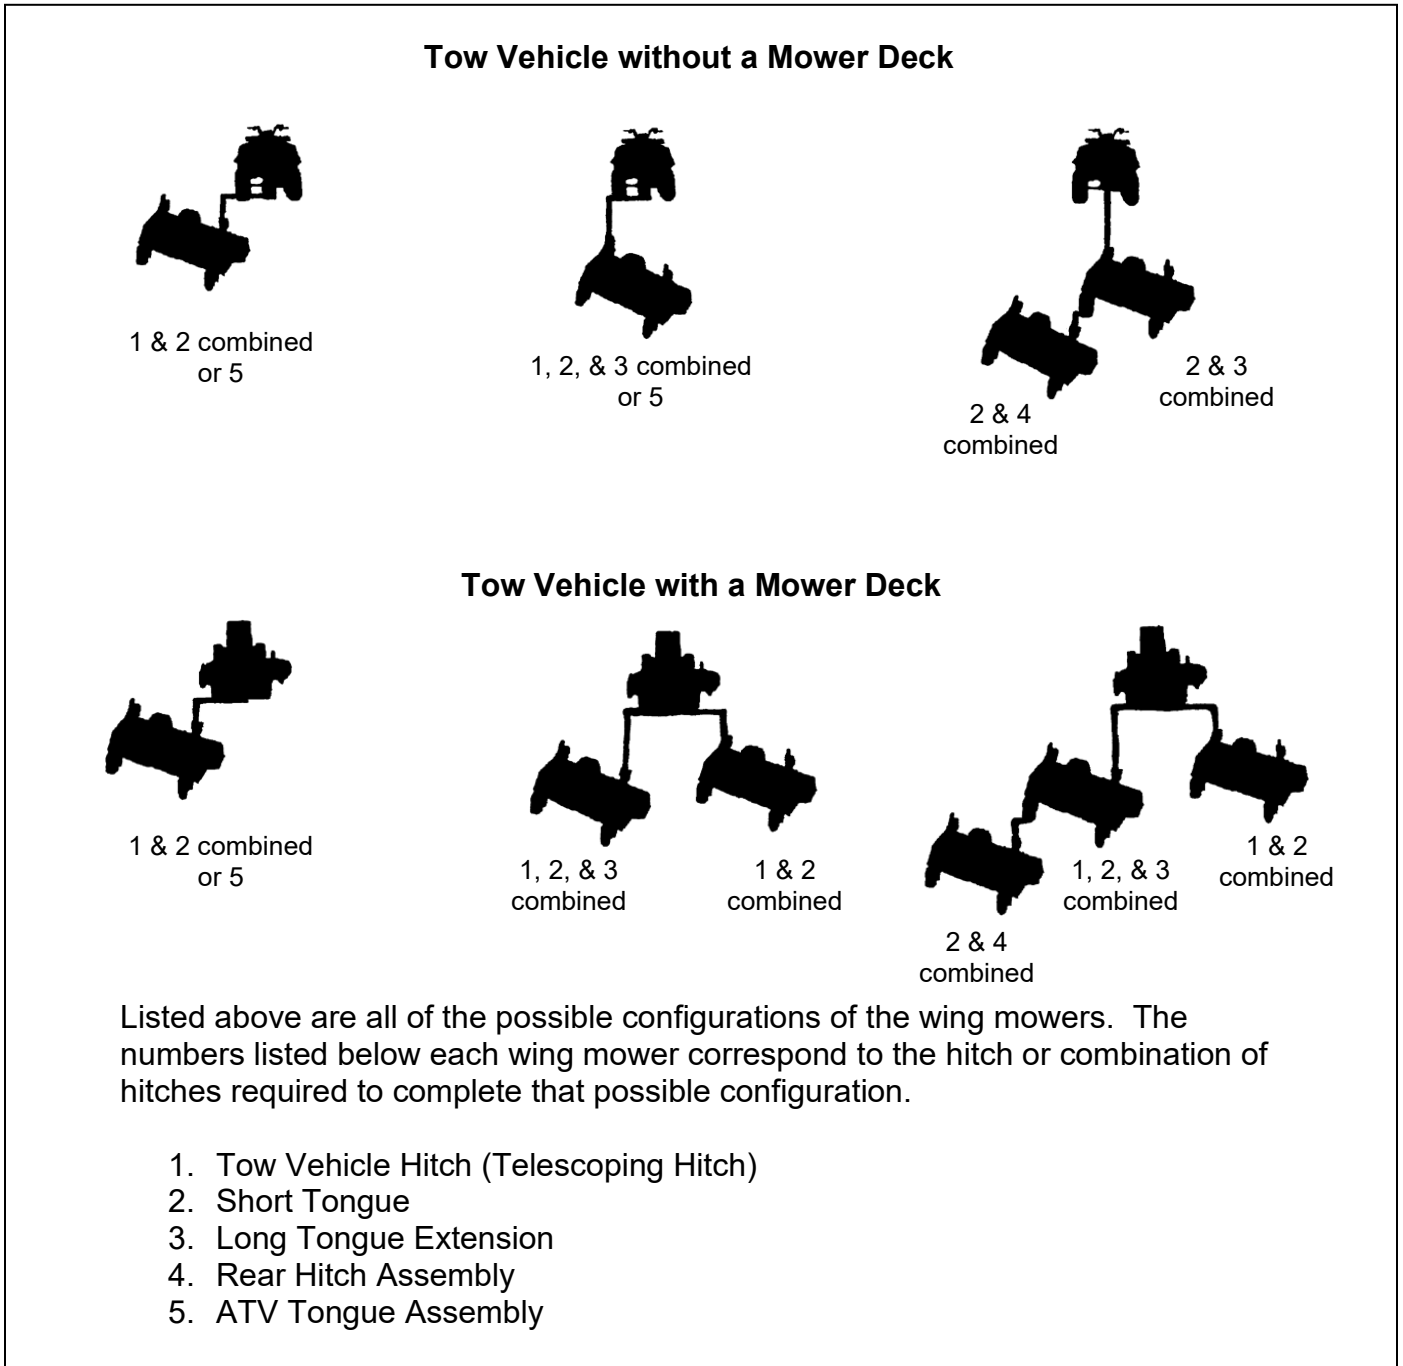 Tow Vehicle without a Mower Deck
1 & 2 combined
or 5
1, 2, & 3 combined
or 5
2 & 4
combined
2 & 3
combined
Tow Vehicle with a Mower Deck
1 & 2 combined
or 5
1, 2, & 3
combined
1 & 2
combined
2 & 4
combined
1, 2, & 3
combined
1 & 2
combined
Listed above are all of the possible configurations of the wing mowers.  The
numbers listed below each wing mower correspond to the hitch or combination of
hitches required to complete that possible configuration.
1. Tow Vehicle Hitch (Telescoping Hitch)
2. Short Tongue
3. Long Tongue Extension
4. Rear Hitch Assembly
5. ATV Tongue Assembly